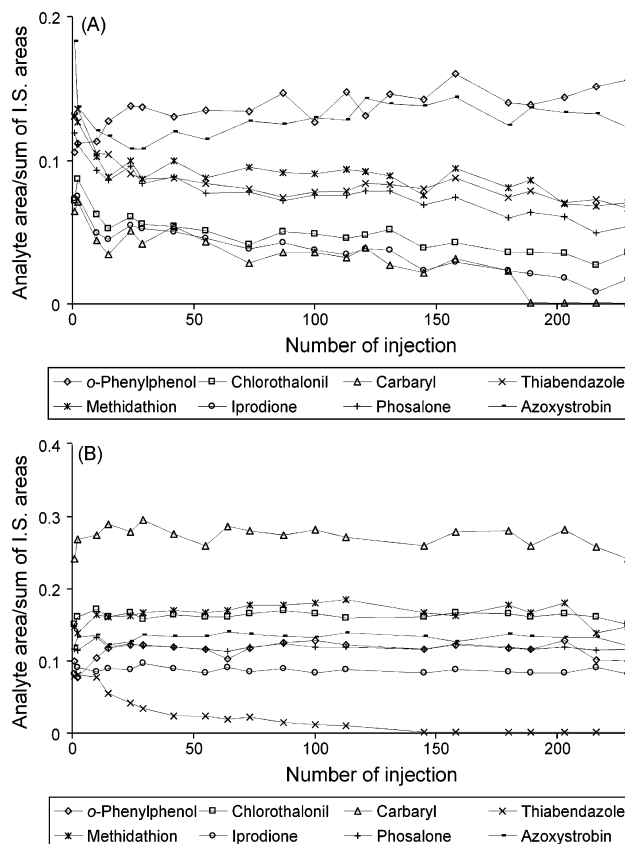 (A)
0.2
0.1
0
Analyte area/sum of I.S. areas
0 50 100 150 200
Number of injection
o-Phenylphenol Chlorothalonil Carbaryl Thiabendazole
Methidathion Iprodione Phosalone Azoxystrobin
(B)
0.4
0.3
0.2
0.1
0
Analyte area/sum of I.S. areas
0 50 100 150 200
Number of injection
o-Phenylphenol Chlorothalonil Carbaryl Thiabendazole
Methidathion Iprodione Phosalone Azoxystrobin